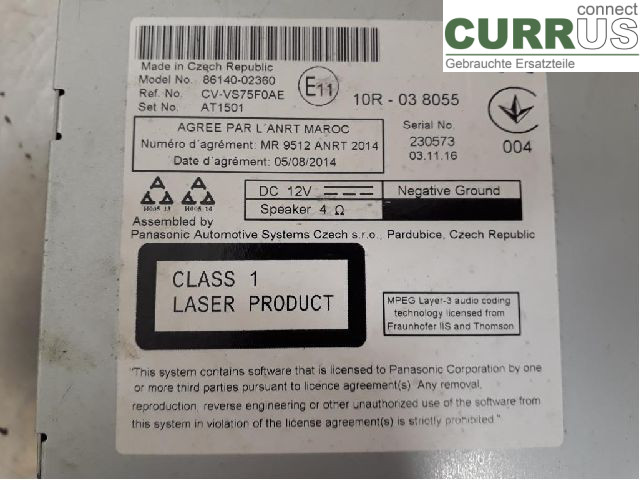 connect
CURRUS
Gebrauchte Ersatzteile
Made in Czech Republic
Model No. 86140-02360
Ref. No. CV-VS75F0AE
Set No. AT1501
E11
10R - 03 8055
AGREE PAR L'ANRT MAROC
Numéro d'agrément: MR 9512 ANRT 2014
Date d'agrément: 05/08/2014
Serial No.
230573
03.11.16
004
DC 12V
Negative Ground
Speaker 4 Ω
Assembled by
Panasonic Automotive Systems Czech s.r.o., Pardubice, Czech Republic
CLASS 1
LASER PRODUCT
MPEG Layer-3 audio coding
technology licensed from
Fraunhofer IIS and Thomson
"This system contains software that is licensed to Panasonic Corporation by one
or more third parties pursuant to licence agreement(s). Any removal,
reproduction, reverse engineering or other unauthorized use of the software from
this system in violation of the license agreement(s) is strictly prohibited."